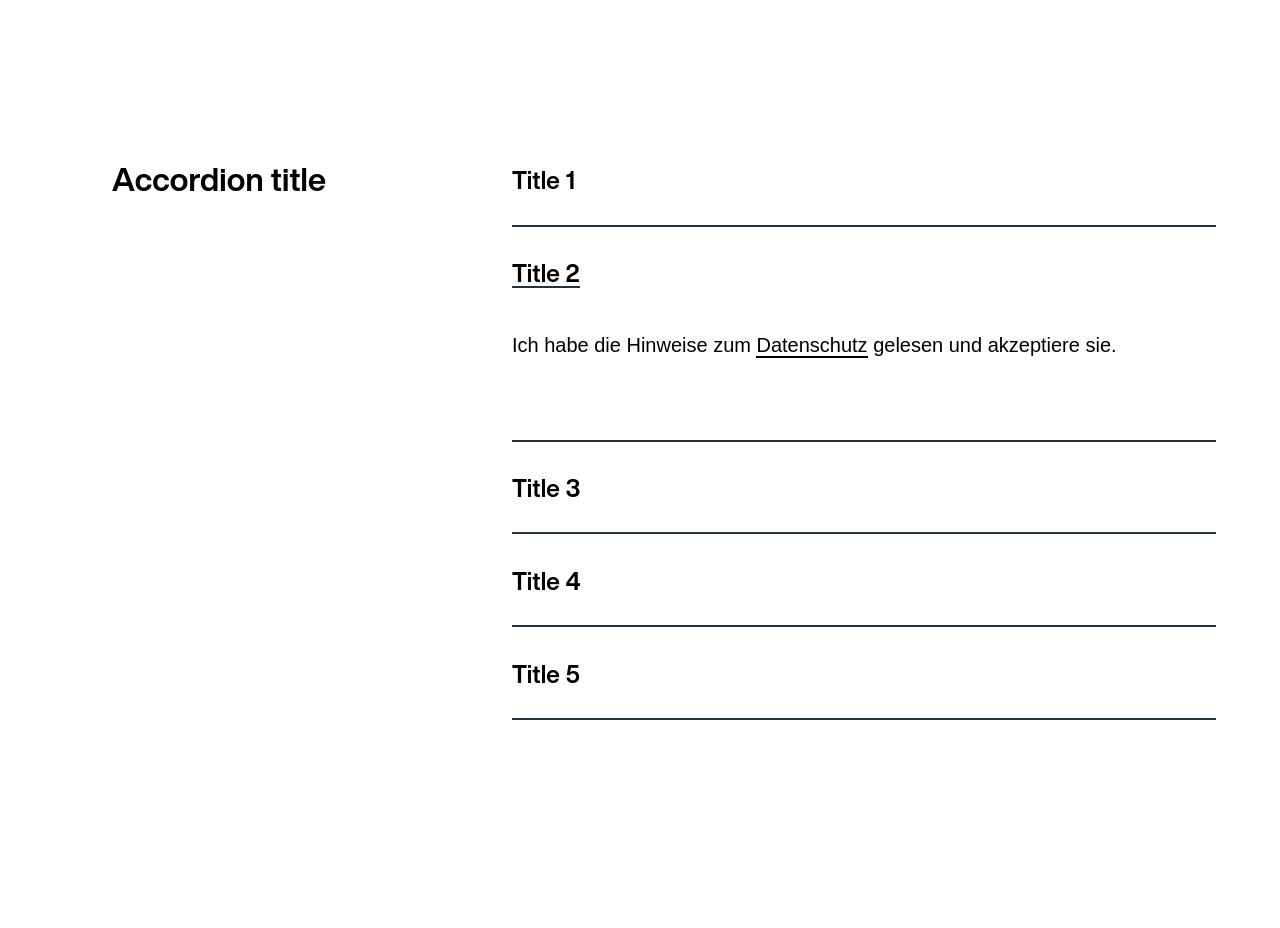 Accordion title
Title 1
Title 2
Ich habe die Hinweise zum Datenschutz gelesen und akzeptiere sie.
Title 3
Title 4
Title 5